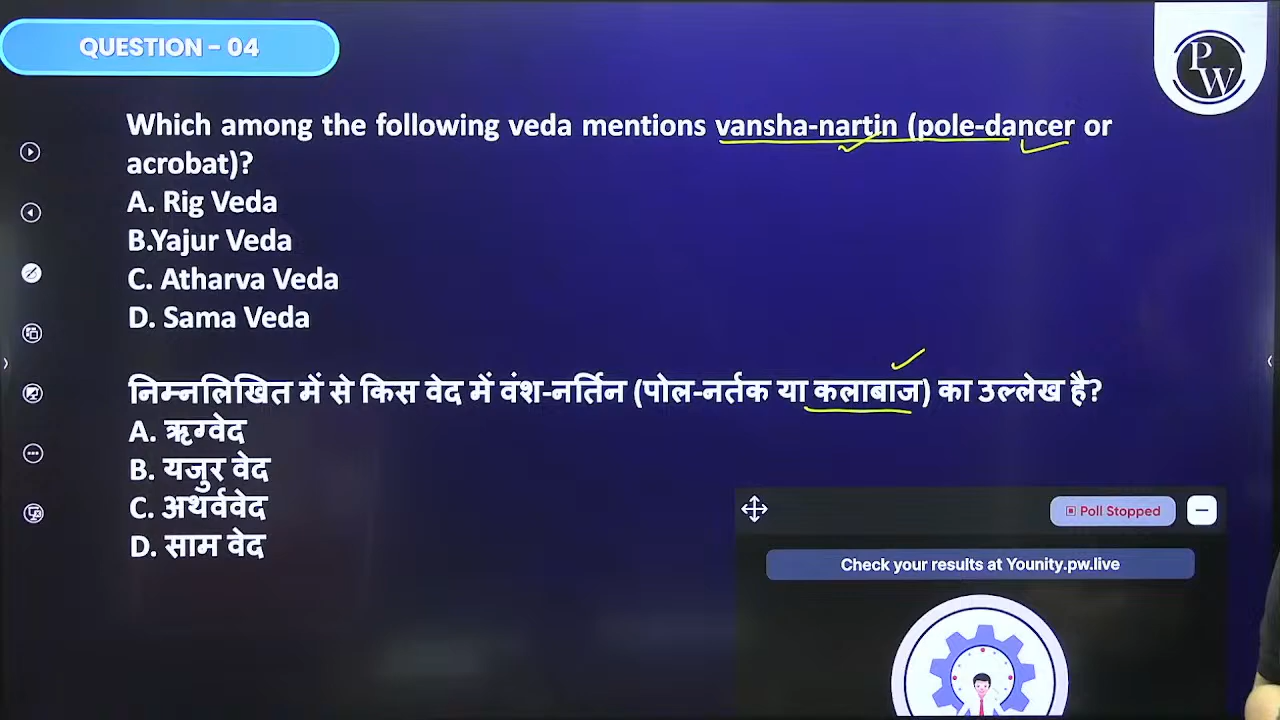 QUESTION - 04
PW
Which among the following veda mentions vansha-nartin (pole-dancer or
acrobat)?
A. Rig Veda
B.Yajur Veda
C. Atharva Veda
D. Sama Veda
निम्नलिखित में से किस वेद में वंश-नर्तिन (पोल-नर्तक या कलाबाज) का उल्लेख है?
A. ऋग्वेद
B. यजुर वेद
C. अथर्ववेद
D. साम वेद
Poll Stopped
Check your results at Younity.pw.live